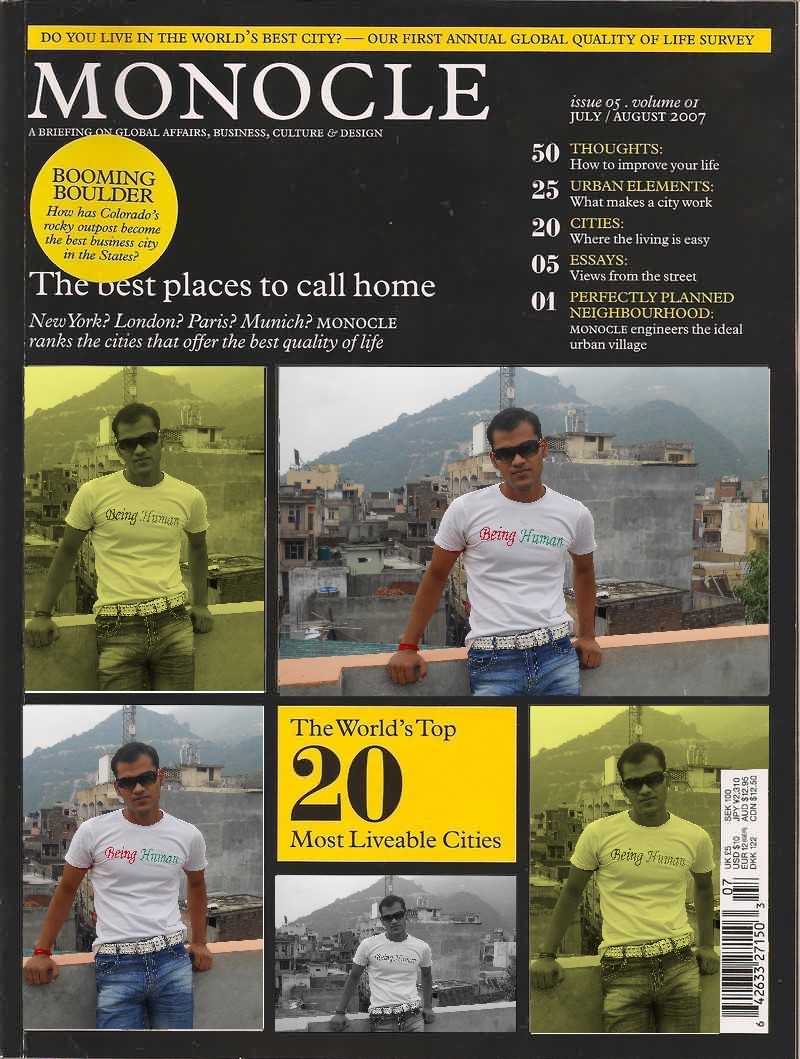 DO YOU LIVE IN THE WORLD'S BEST CITY? — OUR FIRST ANNUAL GLOBAL QUALITY OF LIFE SURVEY
MONOCLE
A BRIEFING ON GLOBAL AFFAIRS, BUSINESS, CULTURE & DESIGN
issue 05 . volume 01
JULY / AUGUST 2007
BOOMING
BOULDER
How has Colorado's
rocky outpost become
the best business city
in the States?
50 THOUGHTS:
How to improve your life
25 URBAN ELEMENTS:
What makes a city work
20 CITIES:
Where the living is easy
05 ESSAYS:
Views from the street
01 PERFECTLY PLANNED
NEIGHBOURHOOD:
MONOCLE engineers the ideal
urban village
The best places to call home
New York? London? Paris? Munich? MONOCLE
ranks the cities that offer the best quality of life
Being Human
Being Human
Being Human
The World's Top
20
Most Liveable Cities
Being Human
Being Human
UK £5 SEK 100
USD $10 JPY ¥2,310
EUR 12 (GER) AUD $12.95
DKK 122 CDN $12.50
07
6 42633 27150 3